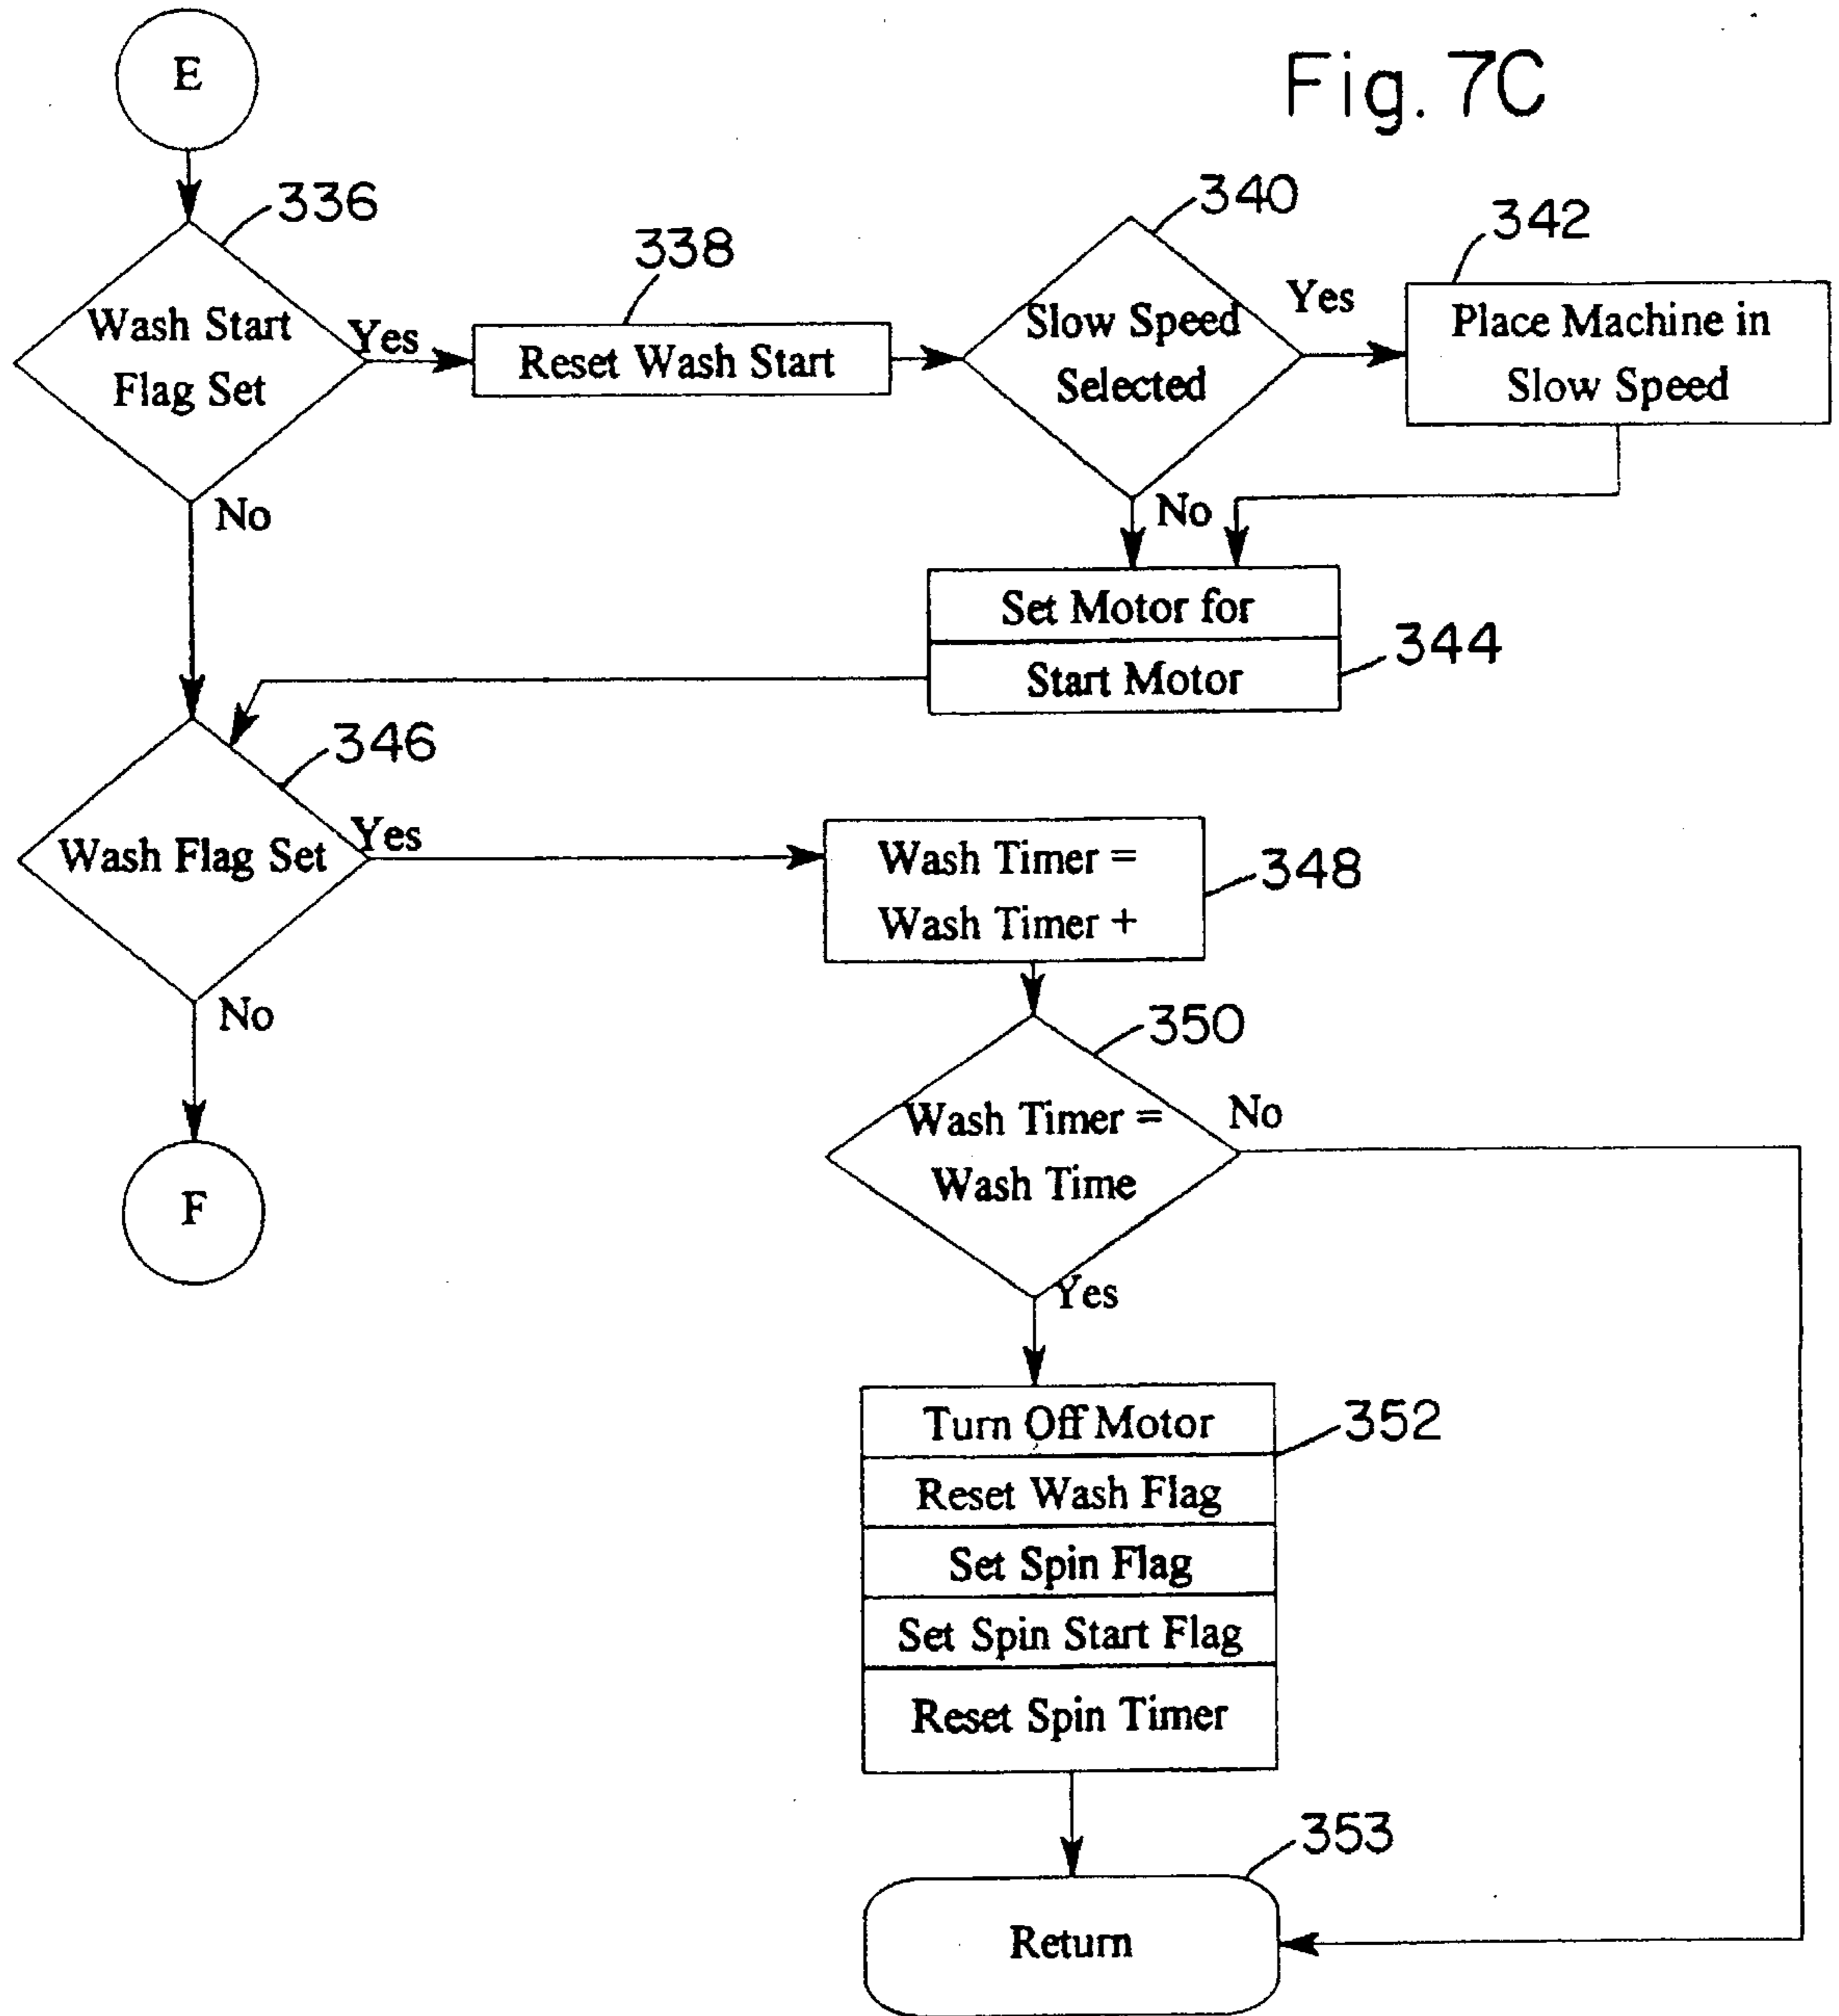 E
Fig. 7C
336
338
340
342
Wash Start
Flag Set
Yes
Reset Wash Start
Slow Speed
Selected
Yes
Place Machine in
Slow Speed
No
No
Set Motor for
Start Motor
344
346
Wash Flag Set
Yes
Wash Timer =
Wash Timer +
348
No
350
Wash Timer =
Wash Time
No
F
Yes
Turn Off Motor
352
Reset Wash Flag
Set Spin Flag
Set Spin Start Flag
Reset Spin Timer
353
Return